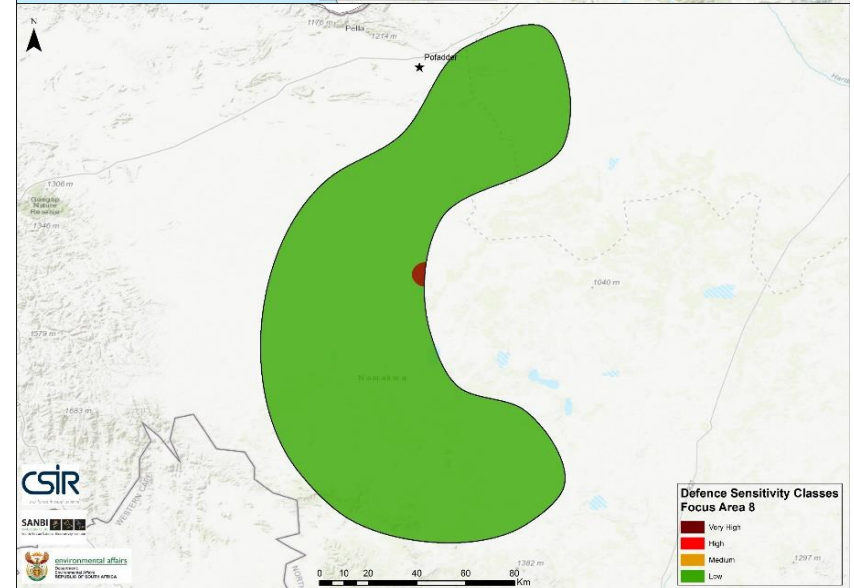 N
1176 m
Pella
1214 m
Pofadder
1306 m
Goegap
Nature
Reserve
1346 m
1040 m
1579 m
Namakwa
1663 m
CSIR
WESTERN CAPE
SANBI
environmental affairs
Department:
Environmental Affairs
REPUBLIC OF SOUTH AFRICA
NORTH
0 10 20 40 60 80
Km
1382 m
Defence Sensitivity Classes
Focus Area 8
Very High
High
Medium
Low
1297 m